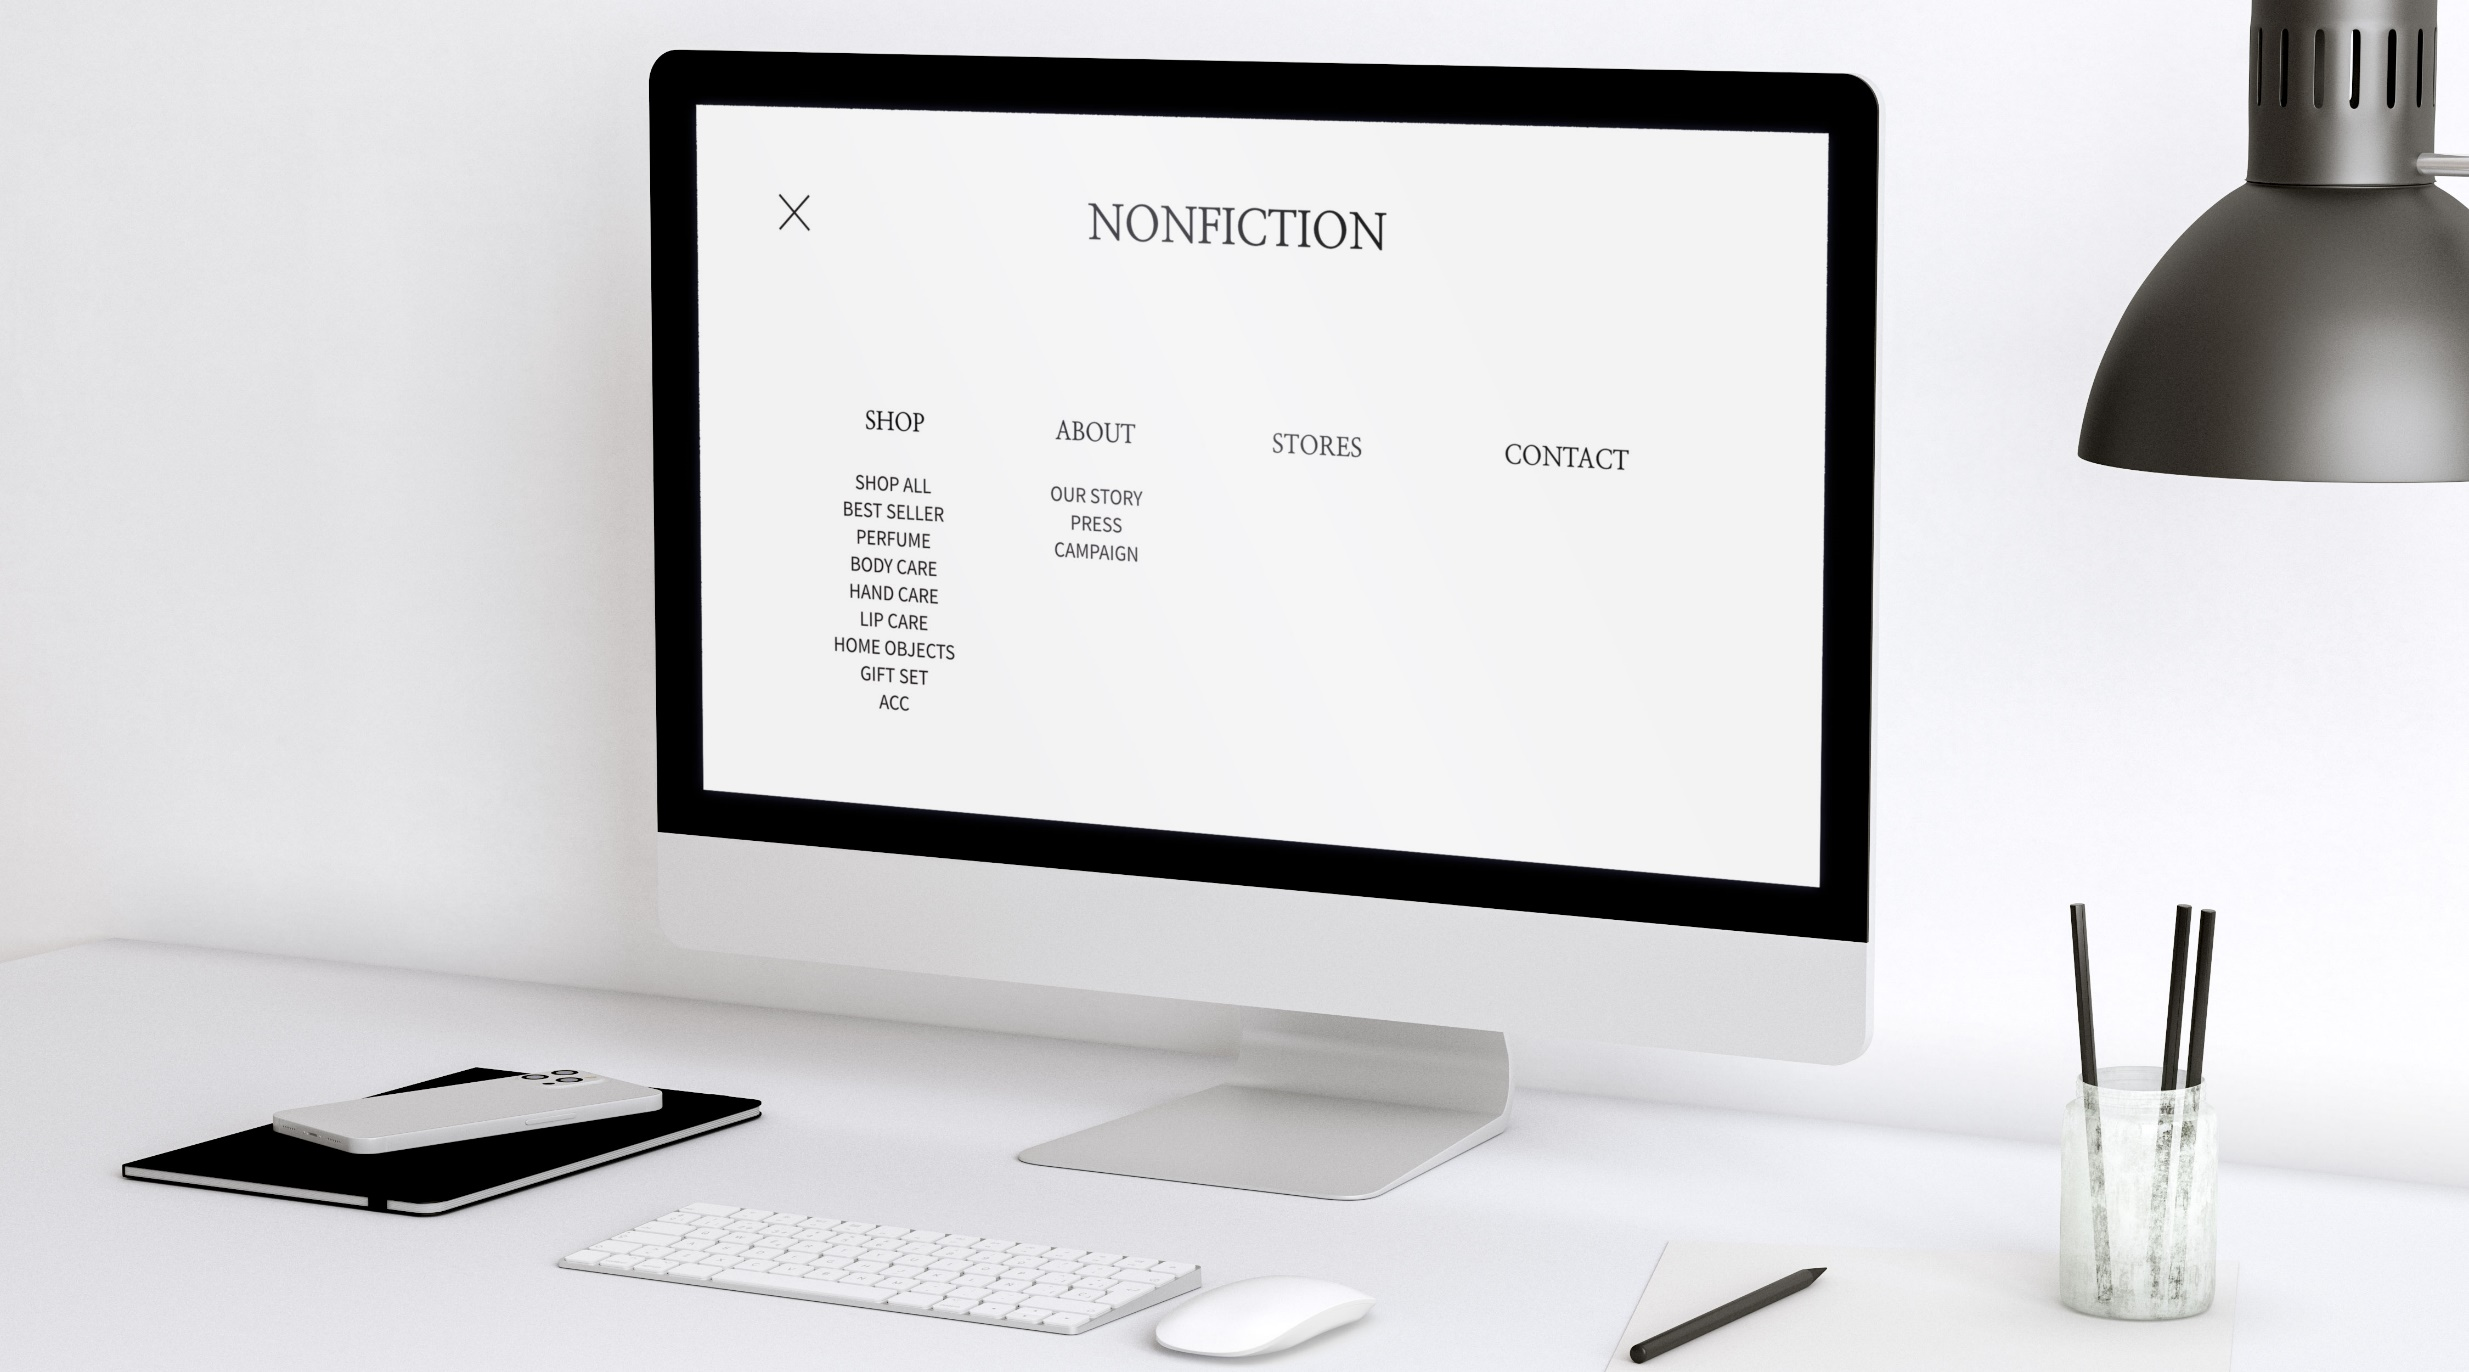 NONFICTION
SHOP
SHOP ALL
BEST SELLER
PERFUME
BODY CARE
HAND CARE
LIP CARE
HOME OBJECTS
GIFT SET
ACC
ABOUT
OUR STORY
PRESS
CAMPAIGN
STORES
CONTACT